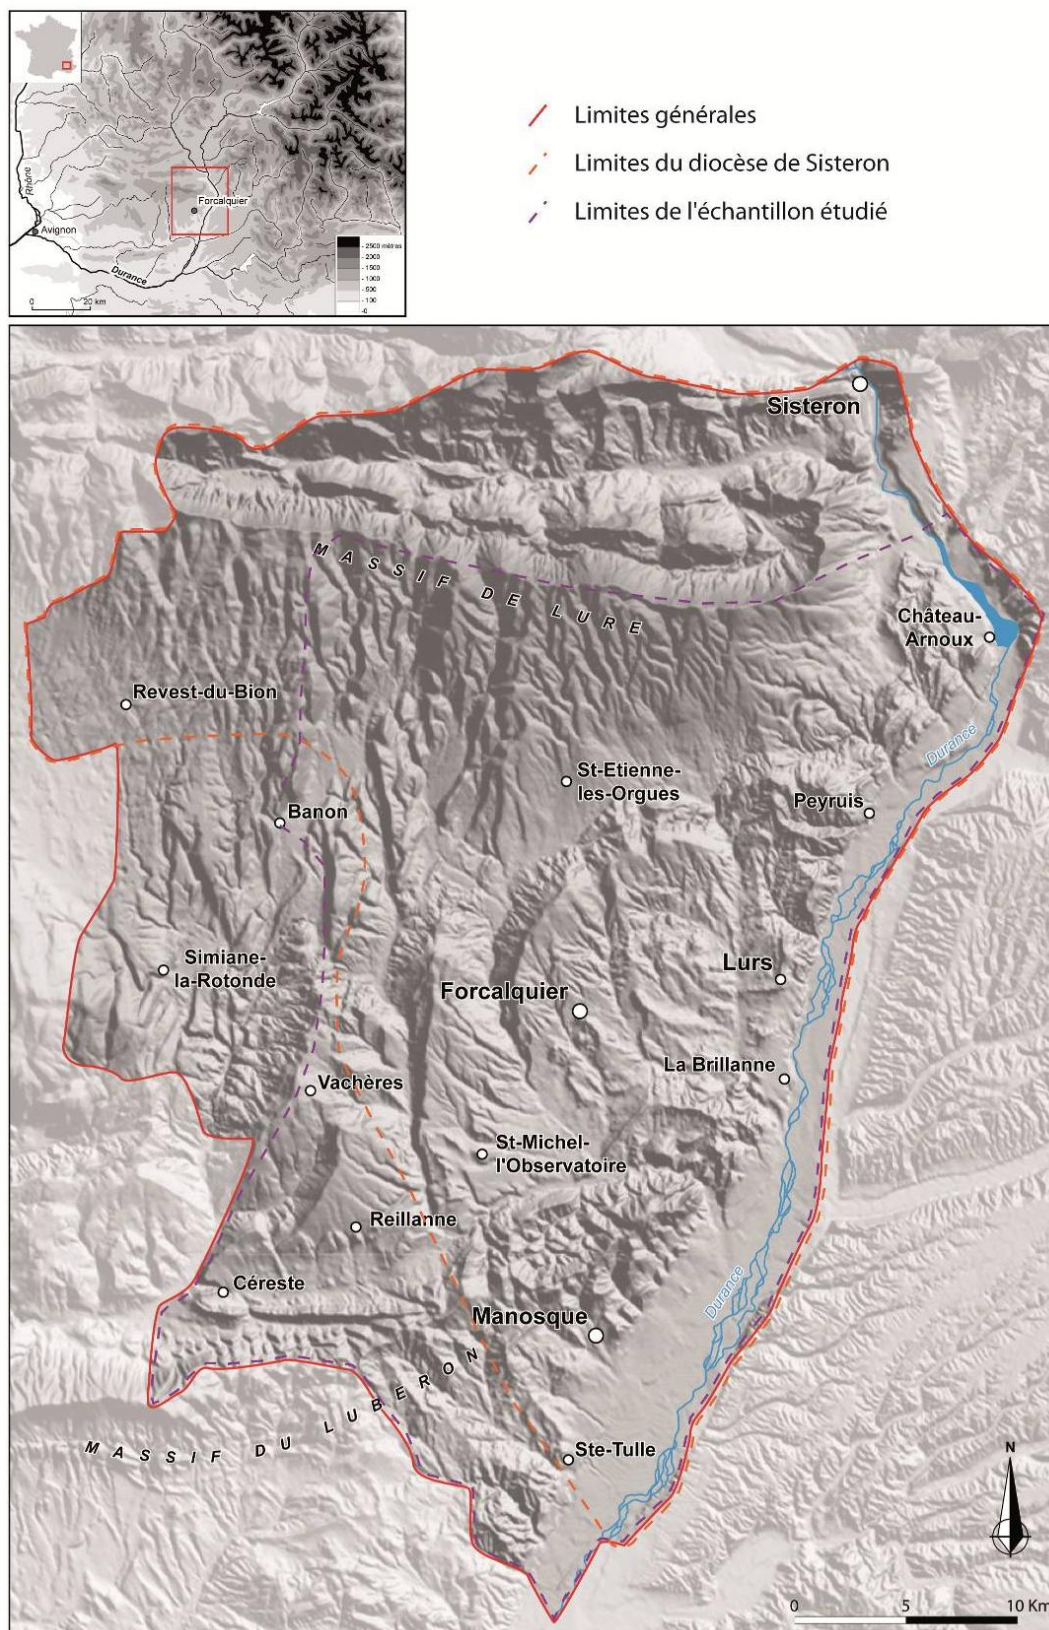 Rhône
Forcalquier
Avignon
Durance
- 2500 mètres
- 2000
- 1500
- 1000
- 500
- 100
-0
0 20 km
Limites générales
Limites du diocèse de Sisteron
Limites de l'échantillon étudié
Sisteron
MASSIF DE LURE
Château-
Arnoux
Revest-du-Bion
Durance
St-Etienne-
les-Orgues
Peyruis
Banon
Simiane-
la-Rotonde
Lurs
Forcalquier
La Brillanne
Vachères
St-Michel-
l'Observatoire
Reillanne
Céreste
Durance
Manosque
MASSIF DU LUBERON
Ste-Tulle
N
0 5 10 Km